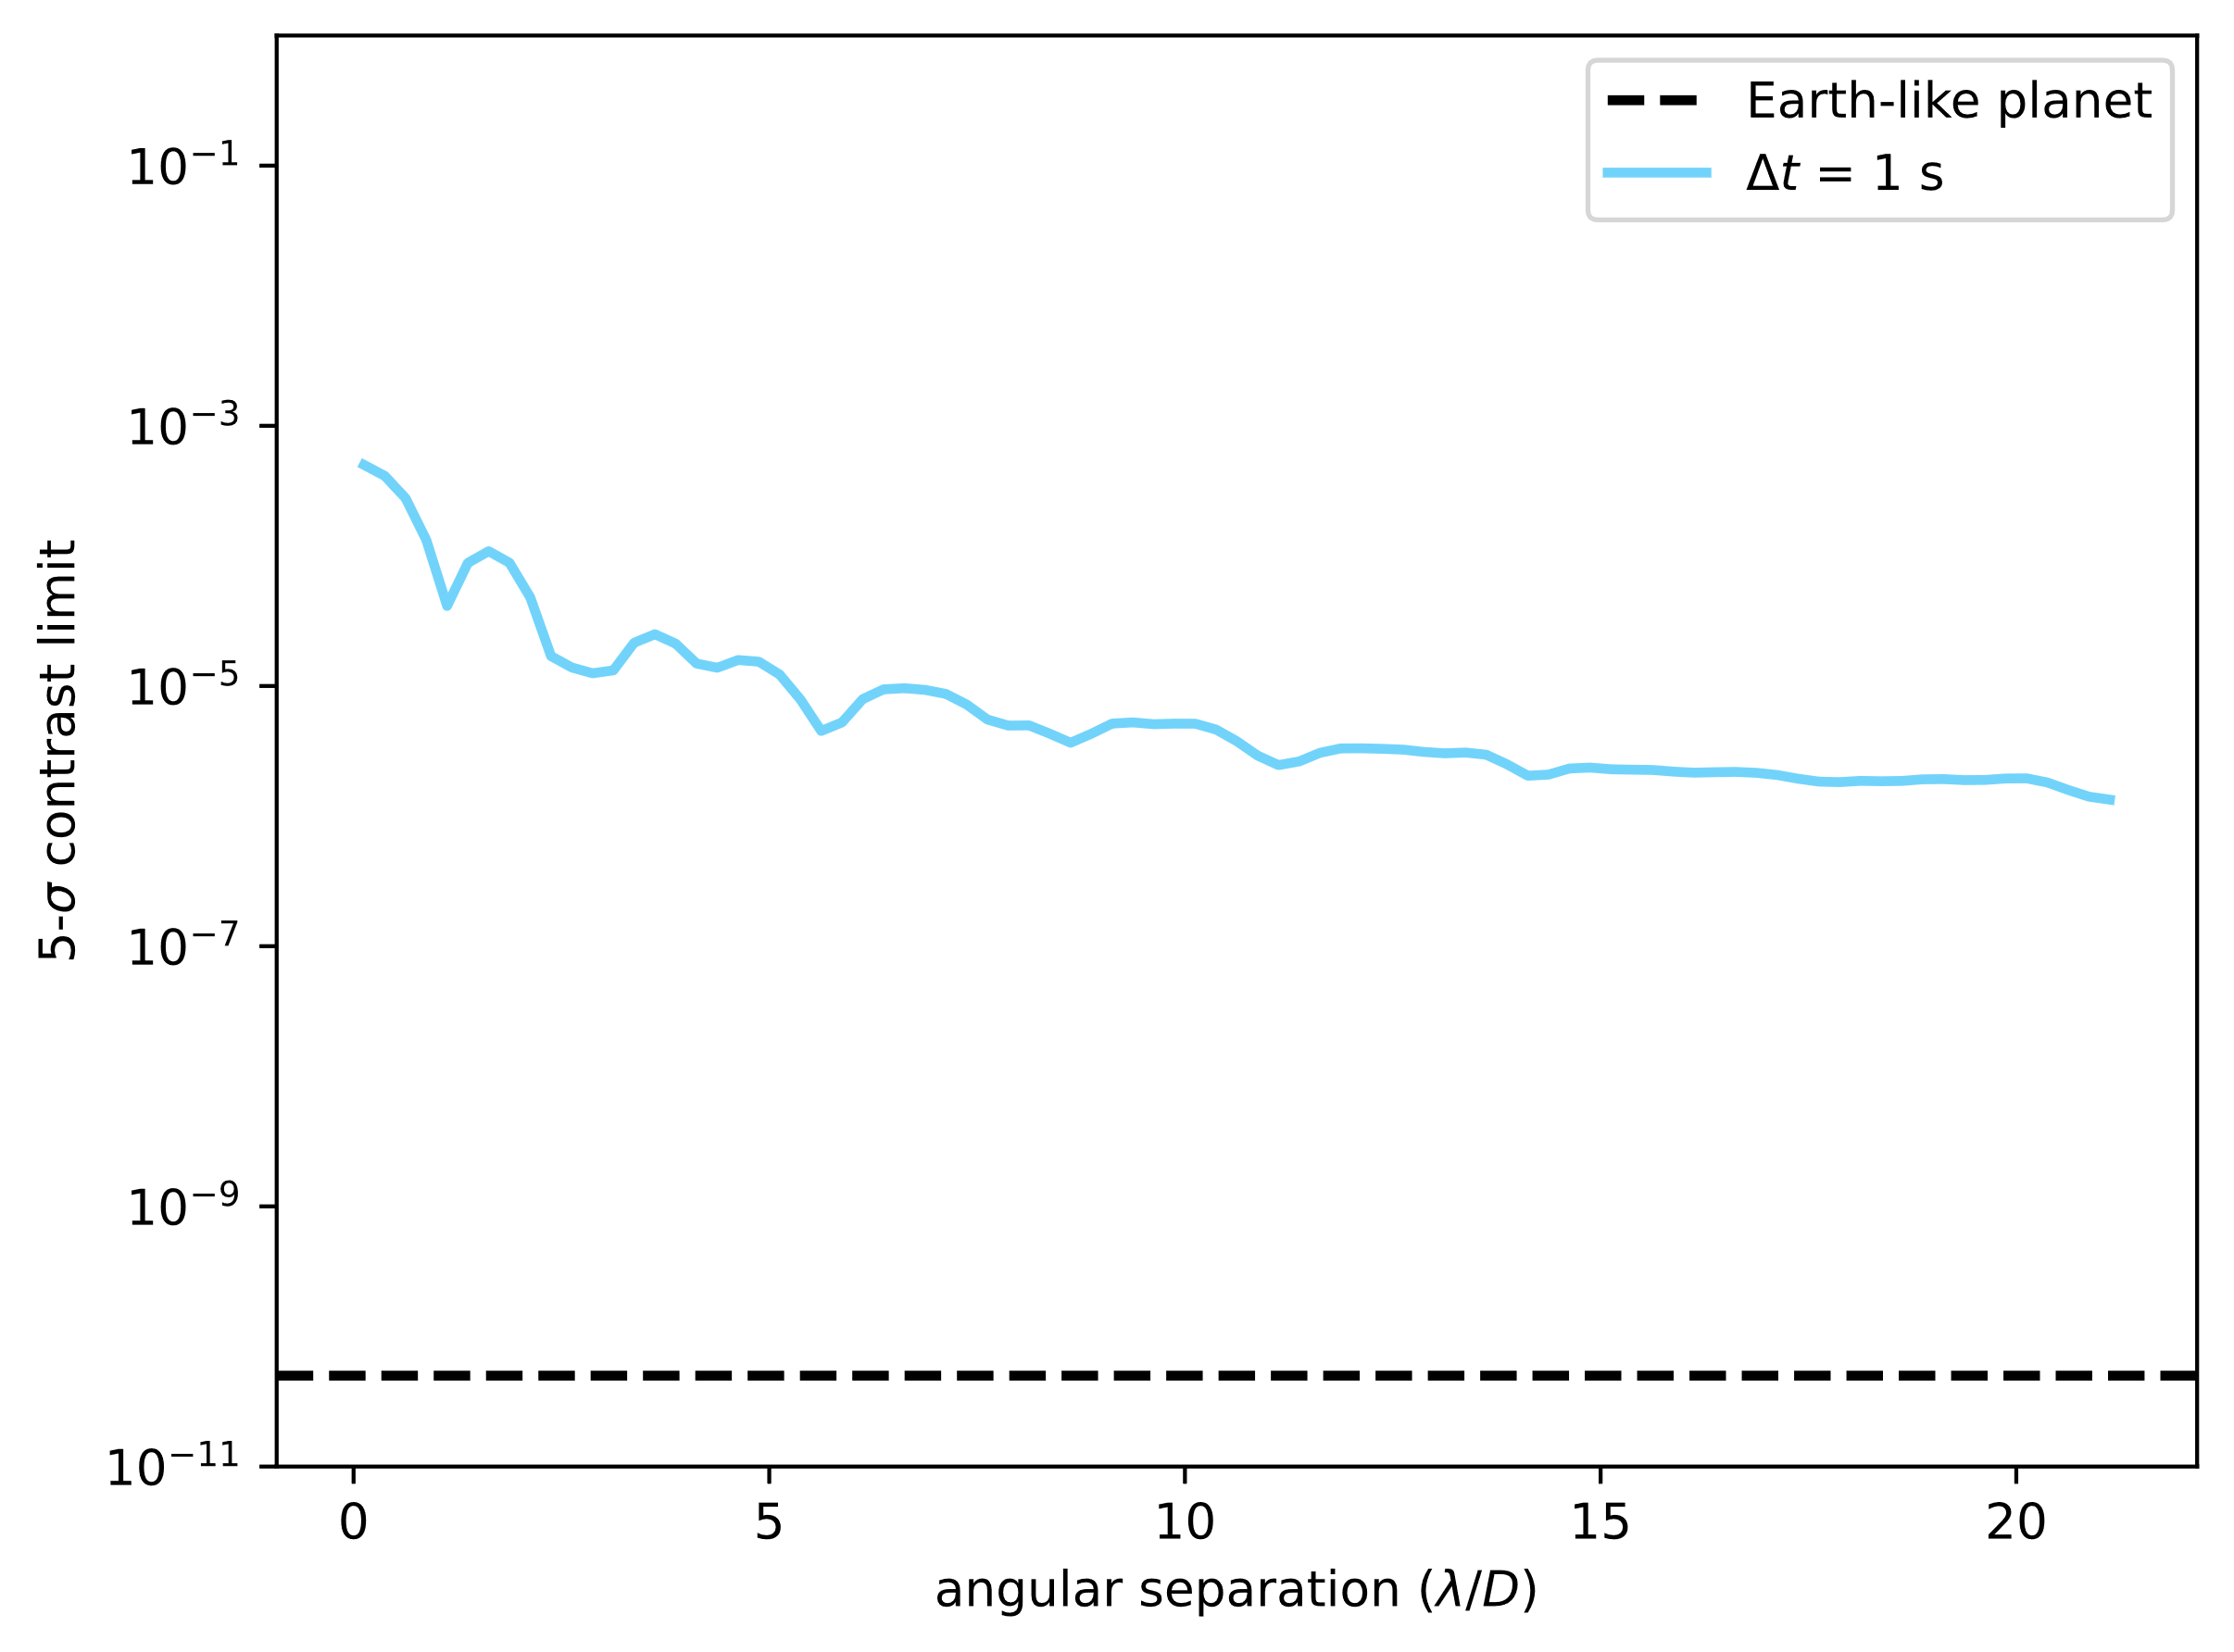 Earth-like planet
Δt = 1 s
10⁻¹
10⁻³
10⁻⁵
10⁻⁷
10⁻⁹
10⁻¹¹
5-σ contrast limit
0 5 10 15 20
angular separation (λ/D)